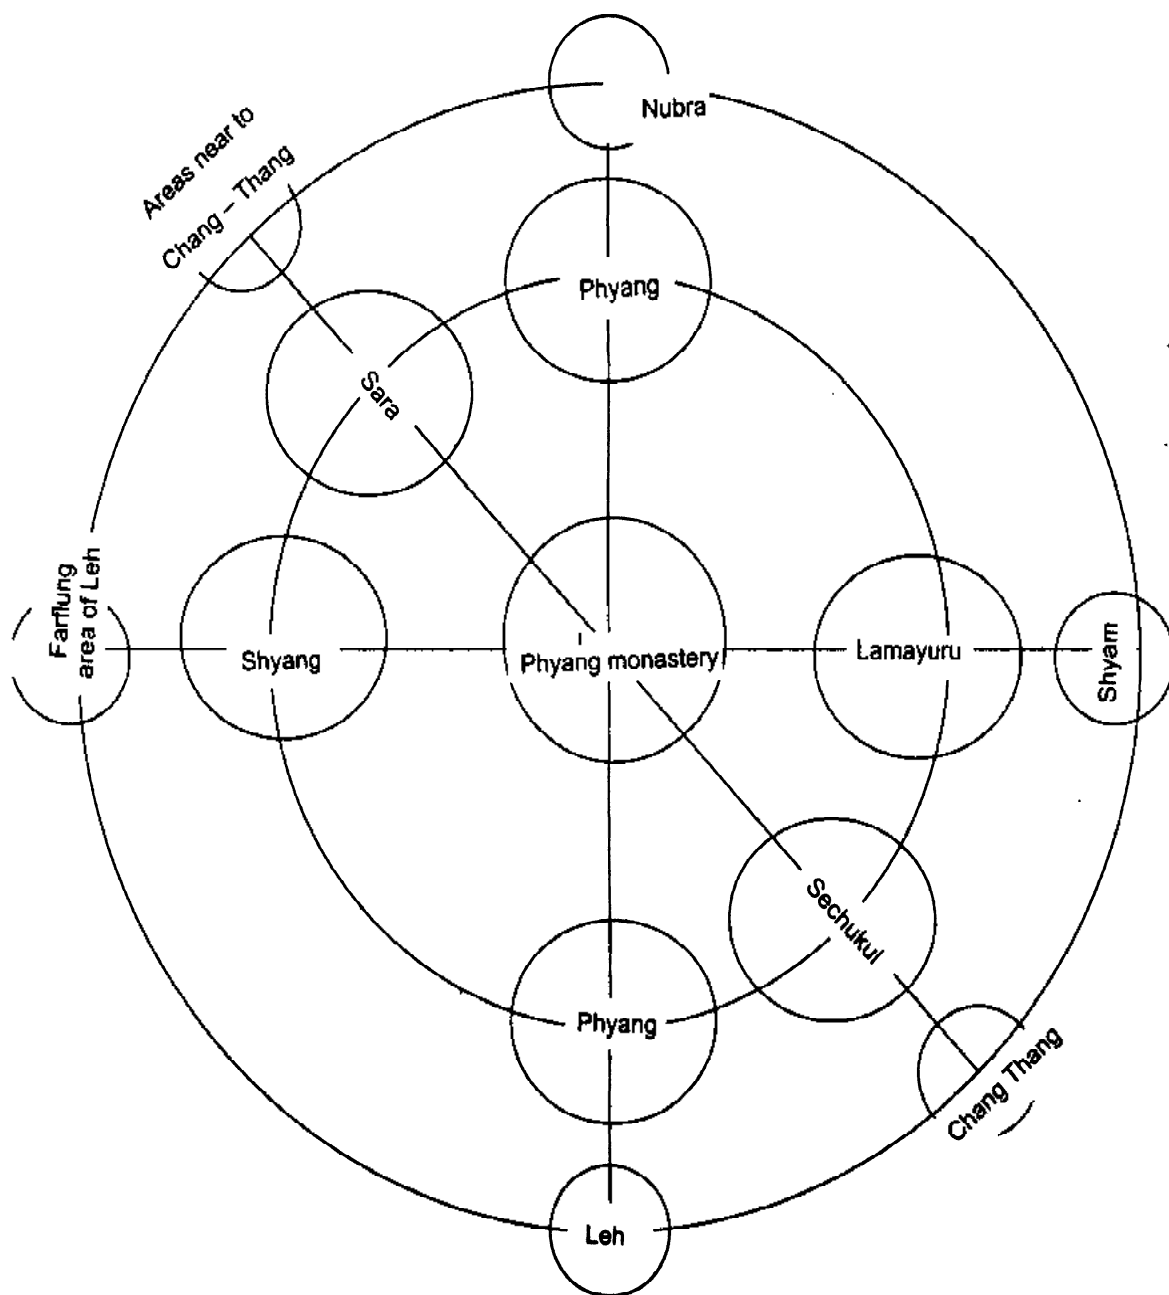 Nubra
Areas near to
Chang – Thang
Phyang
Sara
Farflung
area of Leh
Shyang
Phyang monastery
Lamayuru
Shyam
Sechukul
Phyang
Chang Thang
Leh